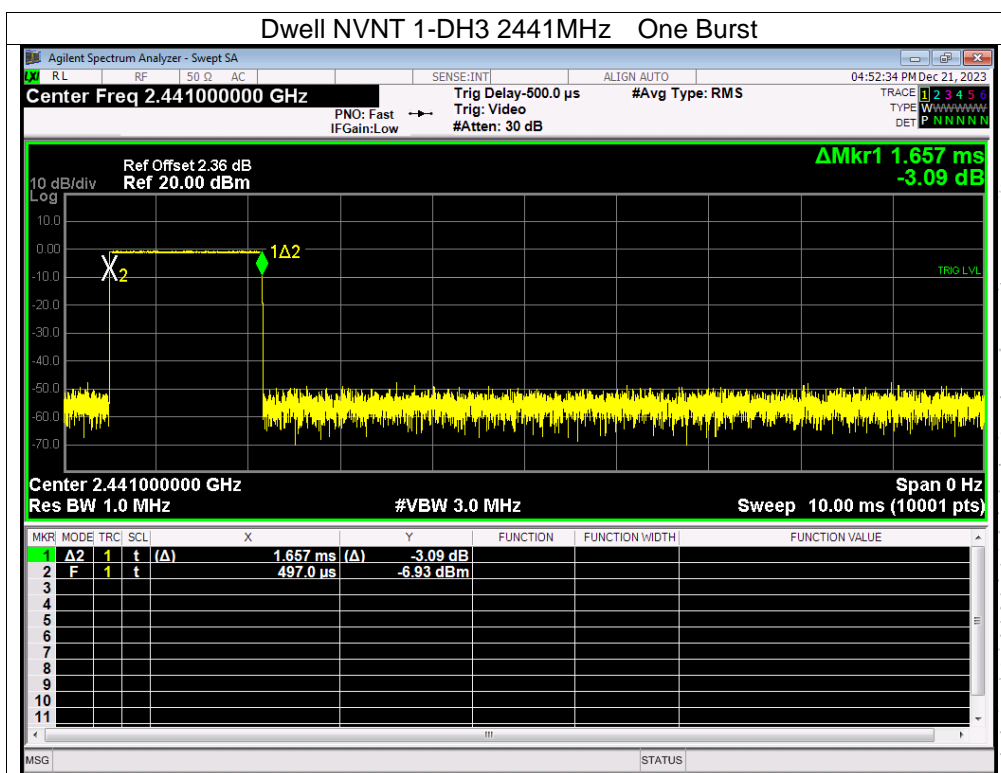 Dwell NVNT 1-DH3 2441MHz One Burst
Agilent Spectrum Analyzer - Swept SA
LXI RL RF 50 Ω AC SENSE:INT ALIGN AUTO 04:52:34 PM Dec 21, 2023
Center Freq 2.441000000 GHz Trig Delay-500.0 µs #Avg Type: RMS TRACE 1 2 3 4 5 6
PNO: Fast Trig: Video TYPE WWWWWW
IFGain:Low #Atten: 30 dB DET P N N N N N
ΔMkr1 1.657 ms
-3.09 dB
Ref Offset 2.36 dB
10 dB/div Ref 20.00 dBm
Log
10.0
0.00
1Δ2
-10.0
2
TRIG LVL
-20.0
-30.0
-40.0
-50.0
-60.0
-70.0
Center 2.441000000 GHz Span 0 Hz
Res BW 1.0 MHz #VBW 3.0 MHz Sweep 10.00 ms (10001 pts)
MKR MODE TRC SCL X Y FUNCTION FUNCTION WIDTH FUNCTION VALUE
1 Δ2 1 t (Δ) 1.657 ms (Δ) -3.09 dB
2 F 1 t 497.0 µs -6.93 dBm
3
4
5
6
7
8
9
10
11
MSG STATUS